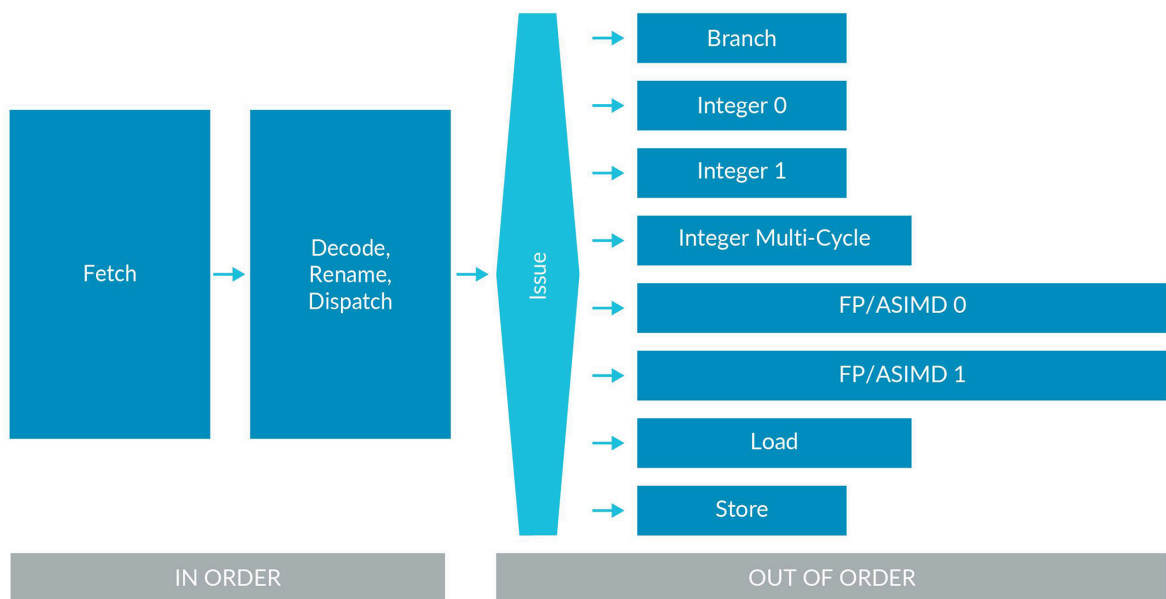 Fetch
Decode,
Rename,
Dispatch
Issue
Branch
Integer 0
Integer 1
Integer Multi-Cycle
FP/ASIMD 0
FP/ASIMD 1
Load
Store
IN ORDER
OUT OF ORDER